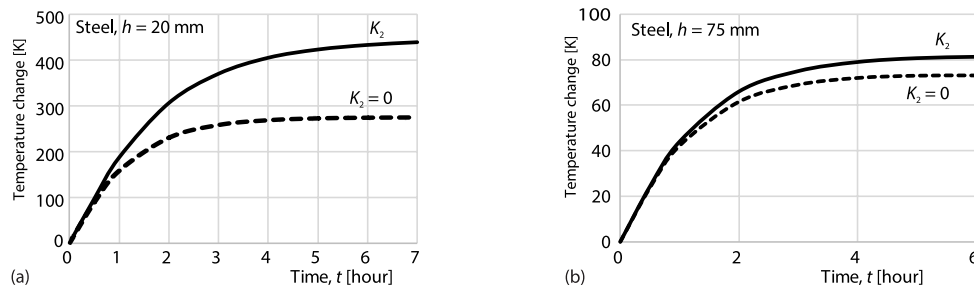 Temperature change [K]
500
400
300
200
100
0
Steel, h = 20 mm
K₂
K₂ = 0
0 1 2 3 4 5 6 7
(a)
Time, t [hour]
Temperature change [K]
100
80
60
40
20
0
Steel, h = 75 mm
K₂
K₂ = 0
0 2 4 6
(b)
Time, t [hour]